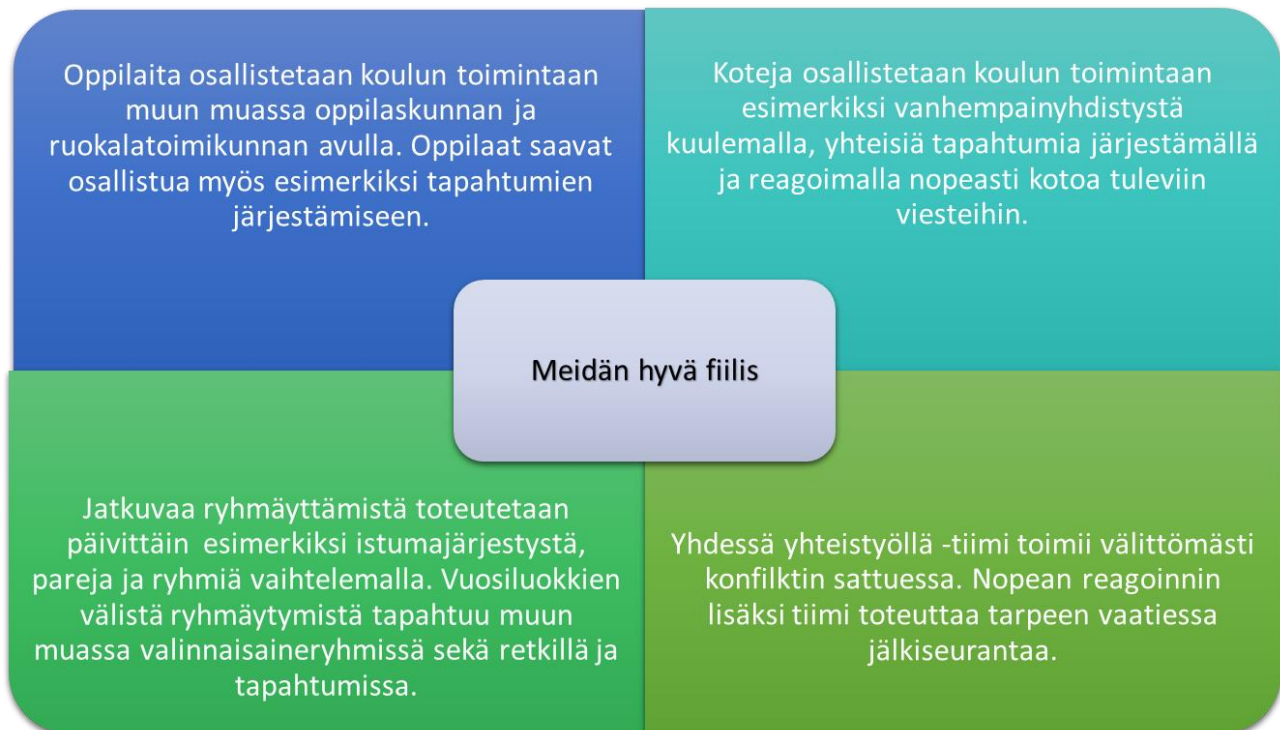 Oppilaita osallistetaan koulun toimintaan
muun muassa oppilaskunnan ja
ruokalatoimikunnan avulla. Oppilaat saavat
osallistua myös esimerkiksi tapahtumien
järjestämiseen.
Koteja osallistetaan koulun toimintaan
esimerkiksi vanhempainyhdistystä
kuulemalla, yhteisiä tapahtumia järjestämällä
ja reagoimalla nopeasti kotoa tuleviin
viesteihin.
Meidän hyvä fiilis
Jatkuvaa ryhmäyttämistä toteutetaan
päivittäin esimerkiksi istumajärjestystä,
pareja ja ryhmiä vaihtelemalla. Vuosiluokkien
välistä ryhmäytymistä tapahtuu muun
muassa valinnaisaineryhmissä sekä retkillä ja
tapahtumissa.
Yhdessä yhteistyöllä -tiimi toimii välittömästi
konfilktin sattuessa. Nopean reagoinnin
lisäksi tiimi toteuttaa tarpeen vaatiessa
jälkiseurantaa.